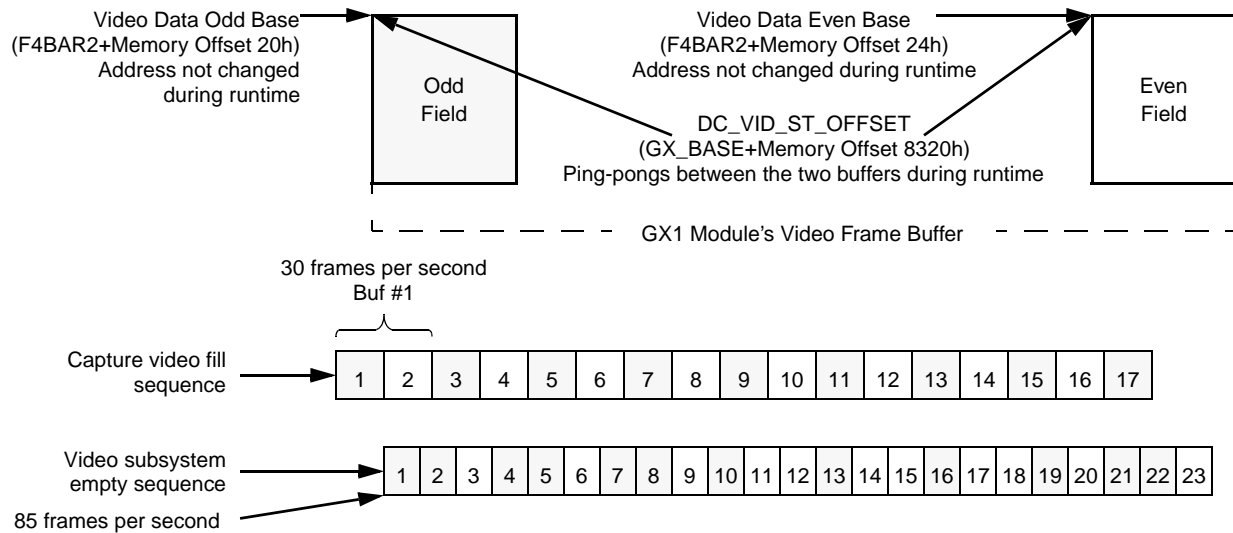 Video Data Odd Base
(F4BAR2+Memory Offset 20h)
Address not changed
during runtime
Odd
Field
Video Data Even Base
(F4BAR2+Memory Offset 24h)
Address not changed during runtime
Even
Field
DC_VID_ST_OFFSET
(GX_BASE+Memory Offset 8320h)
Ping-pongs between the two buffers during runtime
GX1 Module's Video Frame Buffer
30 frames per second
Buf #1
Capture video fill
sequence
1 2 3 4 5 6 7 8 9 10 11 12 13 14 15 16 17
Video subsystem
empty sequence
1 2 3 4 5 6 7 8 9 10 11 12 13 14 15 16 17 18 19 20 21 22 23
85 frames per second